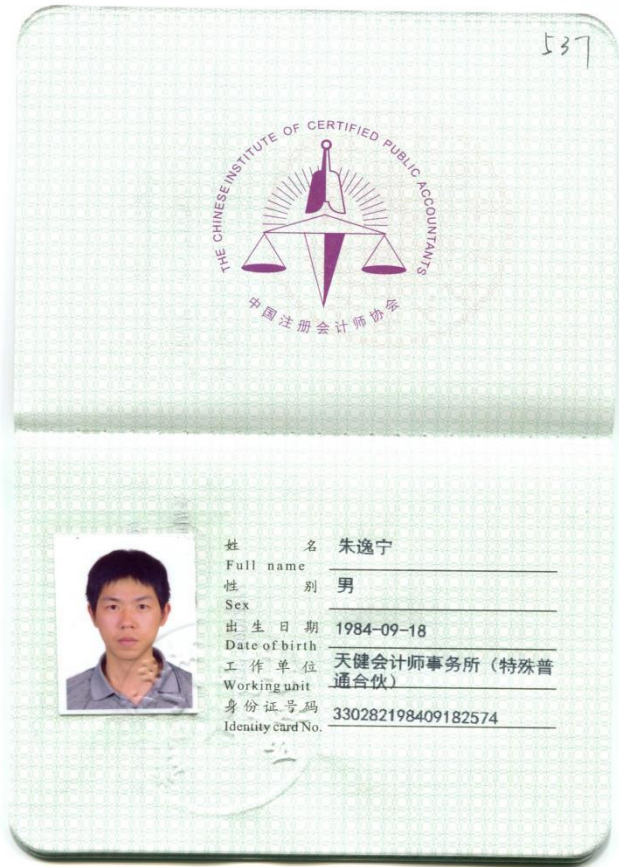 537
THE CHINESE INSTITUTE OF CERTIFIED PUBLIC ACCOUNTANTS
中国注册会计师协会
姓 名 朱逸宁
Full name
性 别 男
Sex
出生日期 1984-09-18
Date of birth
工作单位 天健会计师事务所（特殊普
Working unit 通合伙）
身份证号码 330282198409182574
Identity card No.